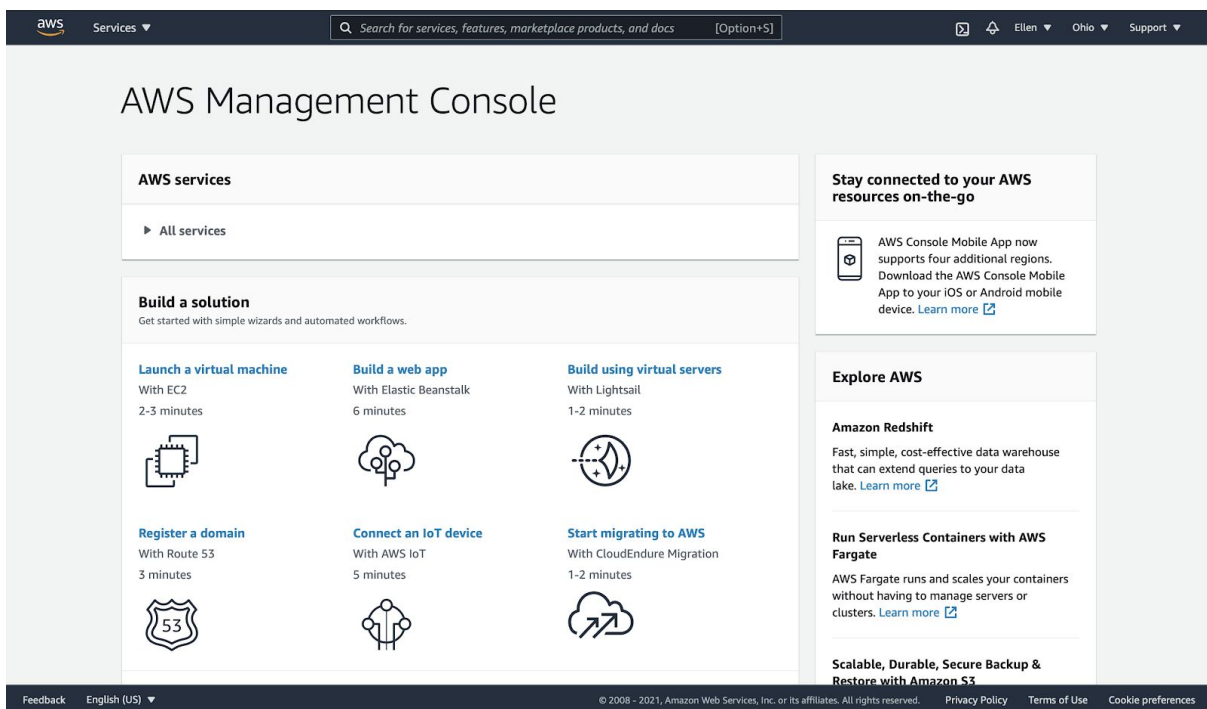 aws
Services
Search for services, features, marketplace products, and docs [Option+S]
Ellen
Ohio
Support
AWS Management Console
AWS services
All services
Build a solution
Get started with simple wizards and automated workflows.
Launch a virtual machine
With EC2
2-3 minutes
Build a web app
With Elastic Beanstalk
6 minutes
Build using virtual servers
With Lightsail
1-2 minutes
Register a domain
With Route 53
3 minutes
53
Connect an IoT device
With AWS IoT
5 minutes
Start migrating to AWS
With CloudEndure Migration
1-2 minutes
Stay connected to your AWS
resources on-the-go
AWS Console Mobile App now
supports four additional regions.
Download the AWS Console Mobile
App to your iOS or Android mobile
device. Learn more
Explore AWS
Amazon Redshift
Fast, simple, cost-effective data warehouse
that can extend queries to your data
lake. Learn more
Run Serverless Containers with AWS
Fargate
AWS Fargate runs and scales your containers
without having to manage servers or
clusters. Learn more
Scalable, Durable, Secure Backup &
Restore with Amazon S3
Feedback
English (US)
© 2008 - 2021, Amazon Web Services, Inc. or its affiliates. All rights reserved.
Privacy Policy
Terms of Use
Cookie preferences